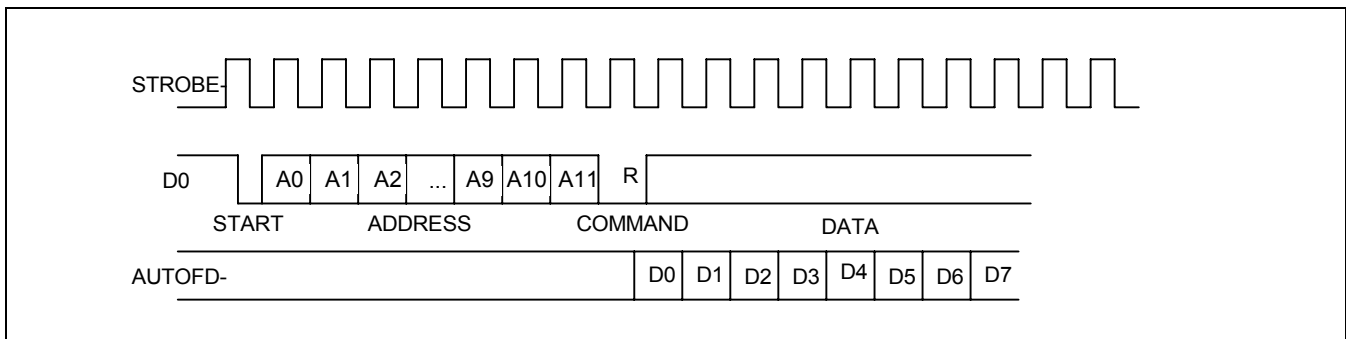 STROBE-
D0 A0 A1 A2 ... A9 A10 A11 R
START ADDRESS COMMAND DATA
AUTOFD- D0 D1 D2 D3 D4 D5 D6 D7